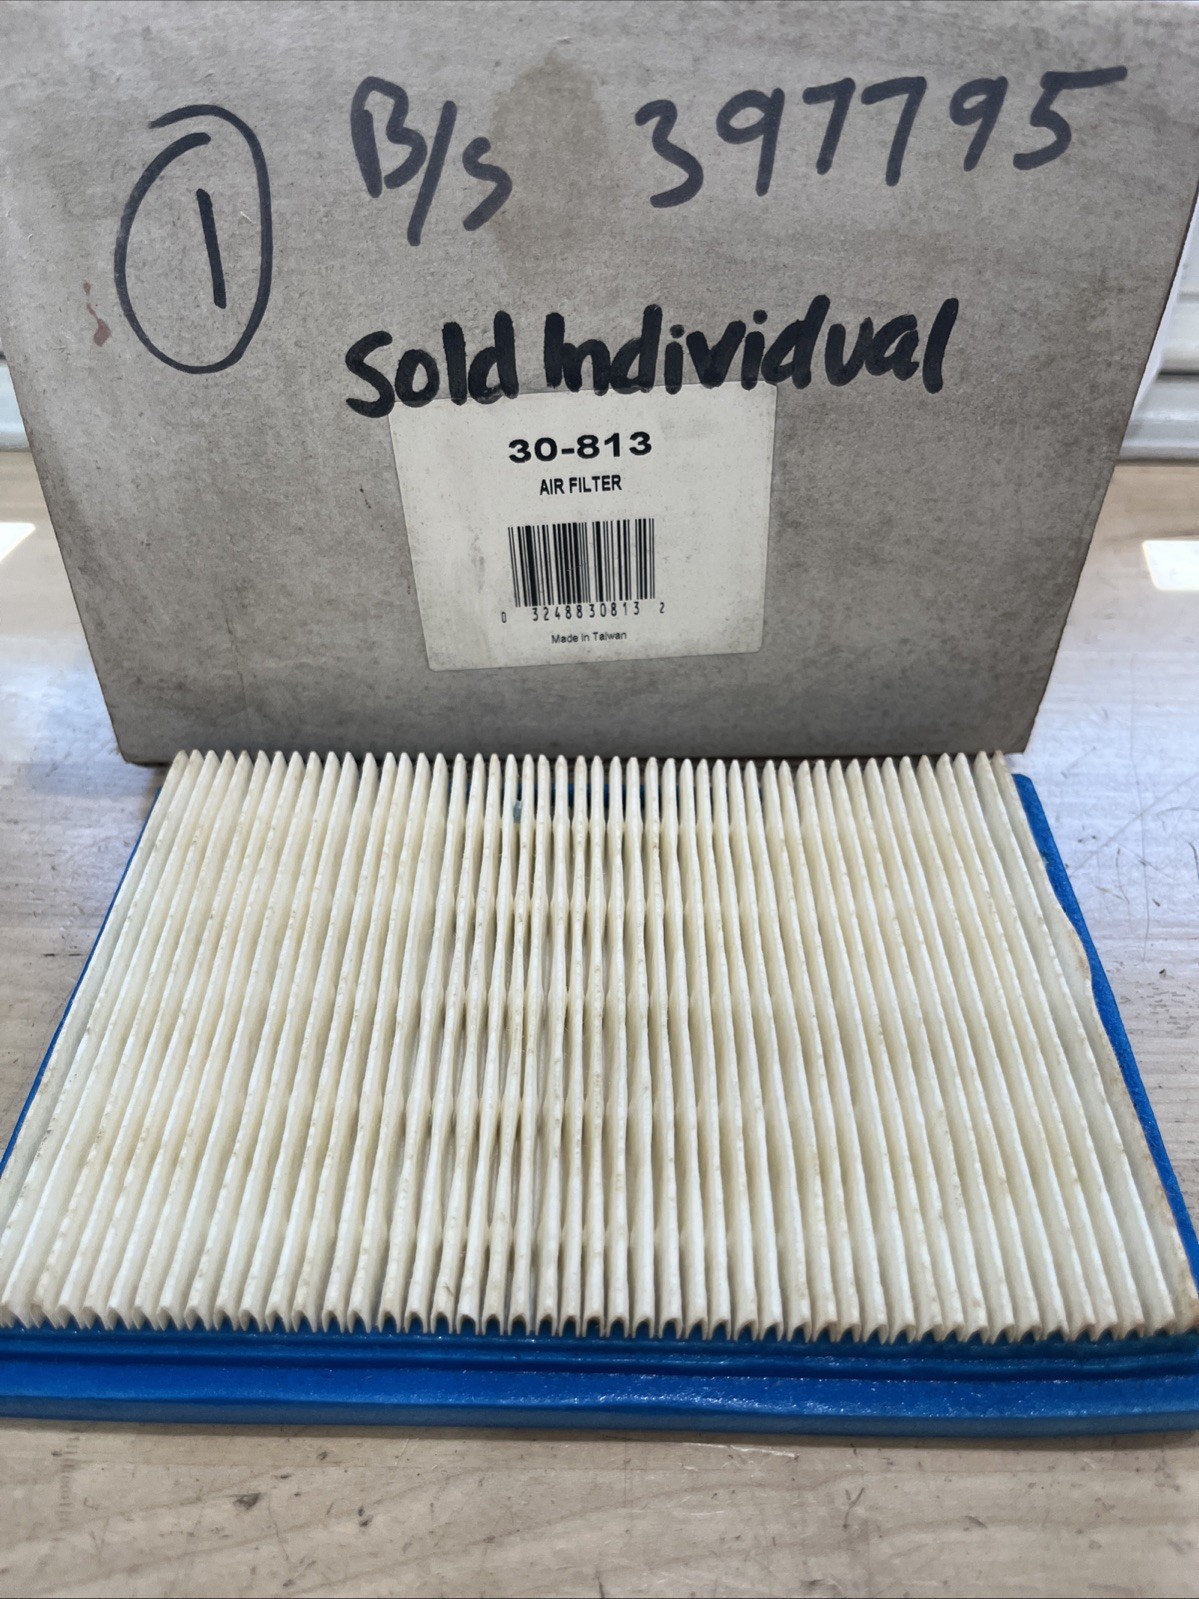 1
B/s 397795
Sold Individual
30-813
AIR FILTER
0 3248830813 2
Made in Taiwan